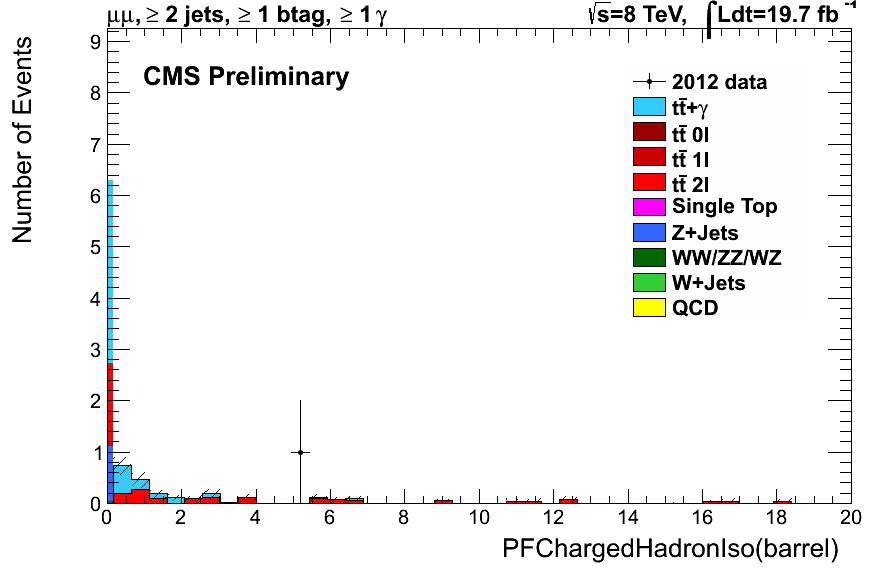 μμ, ≥ 2 jets, ≥ 1 btag, ≥ 1 γ
√s=8 TeV, ∫Ldt=19.7 fb⁻¹
CMS Preliminary
2012 data
tt̄+γ
tt̄ 0l
tt̄ 1l
tt̄ 2l
Single Top
Z+Jets
WW/ZZ/WZ
W+Jets
QCD
Number of Events
9
8
7
6
5
4
3
2
1
0
0 2 4 6 8 10 12 14 16 18 20
PFChargedHadronIso(barrel)